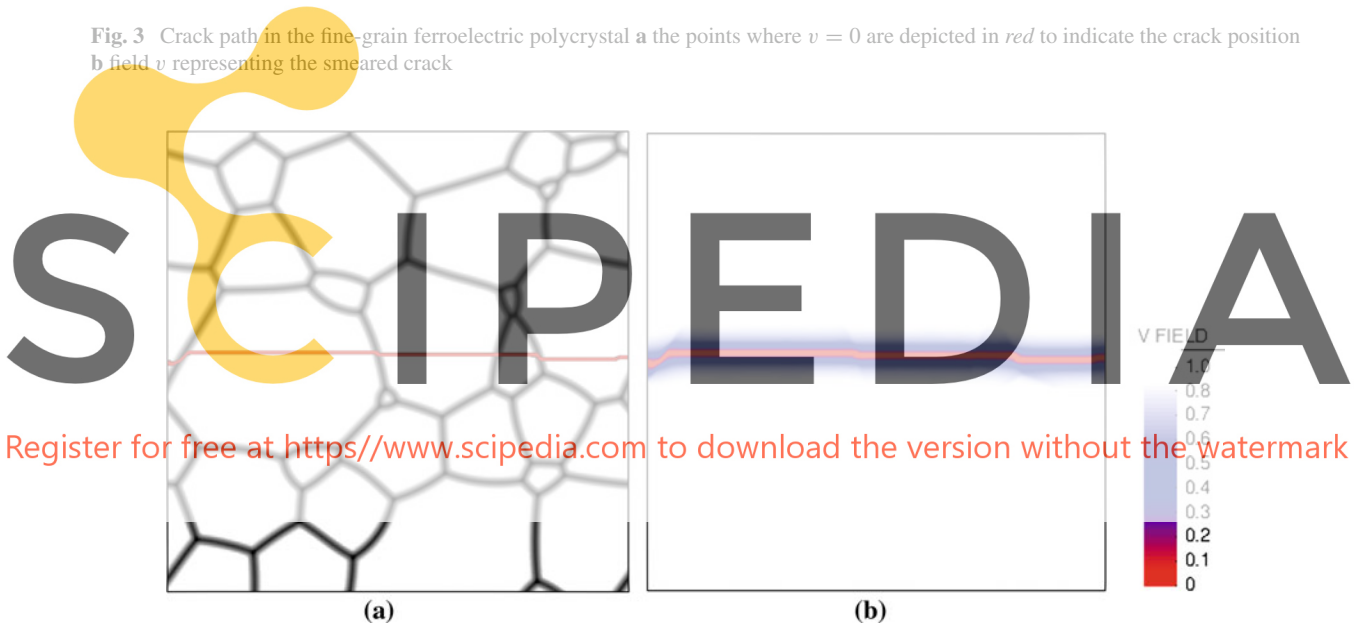 Fig. 3 Crack path in the fine-grain ferroelectric polycrystal a the points where v = 0 are depicted in red to indicate the crack position
b field v representing the smeared crack
SCIPEDIA
V FIELD
1.0
0.8
0.7
Register for free at https//www.scipedia.com to download the version without the watermark
0.6
0.5
0.4
0.3
0.2
0.1
0
(a) (b)